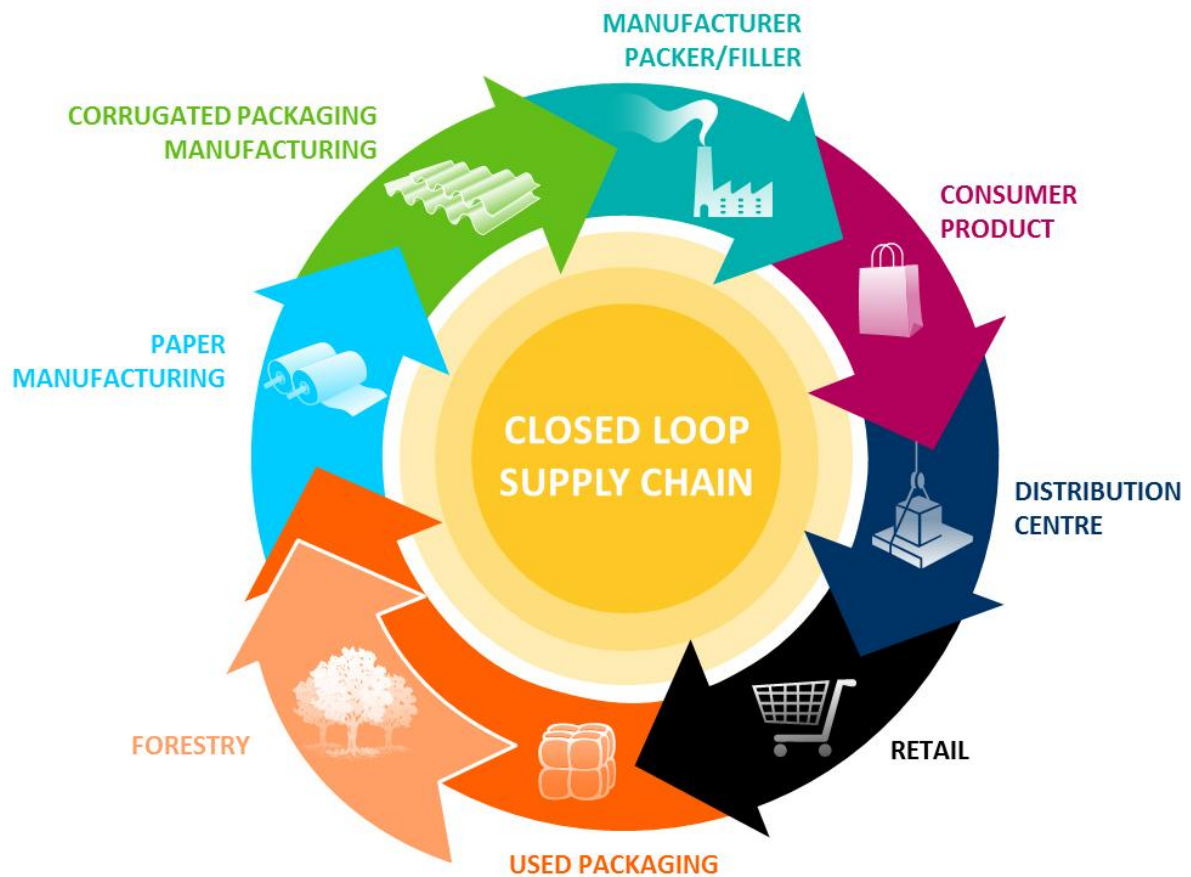 MANUFACTURER
PACKER/FILLER
CORRUGATED PACKAGING
MANUFACTURING
CONSUMER
PRODUCT
PAPER
MANUFACTURING
CLOSED LOOP
SUPPLY CHAIN
DISTRIBUTION
CENTRE
FORESTRY
RETAIL
USED PACKAGING